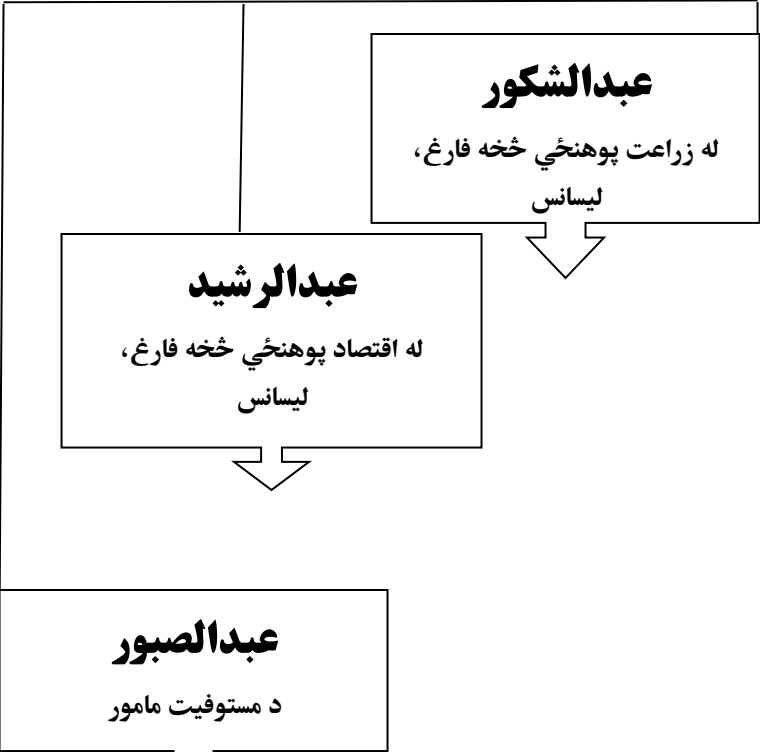 عبدالشکور
له زراعت پوهنځي څخه فارغ،
لیسانس
عبدالرشید
له اقتصاد پوهنځي څخه فارغ،
لیسانس
عبدالصبور
د مستوفیت مامور